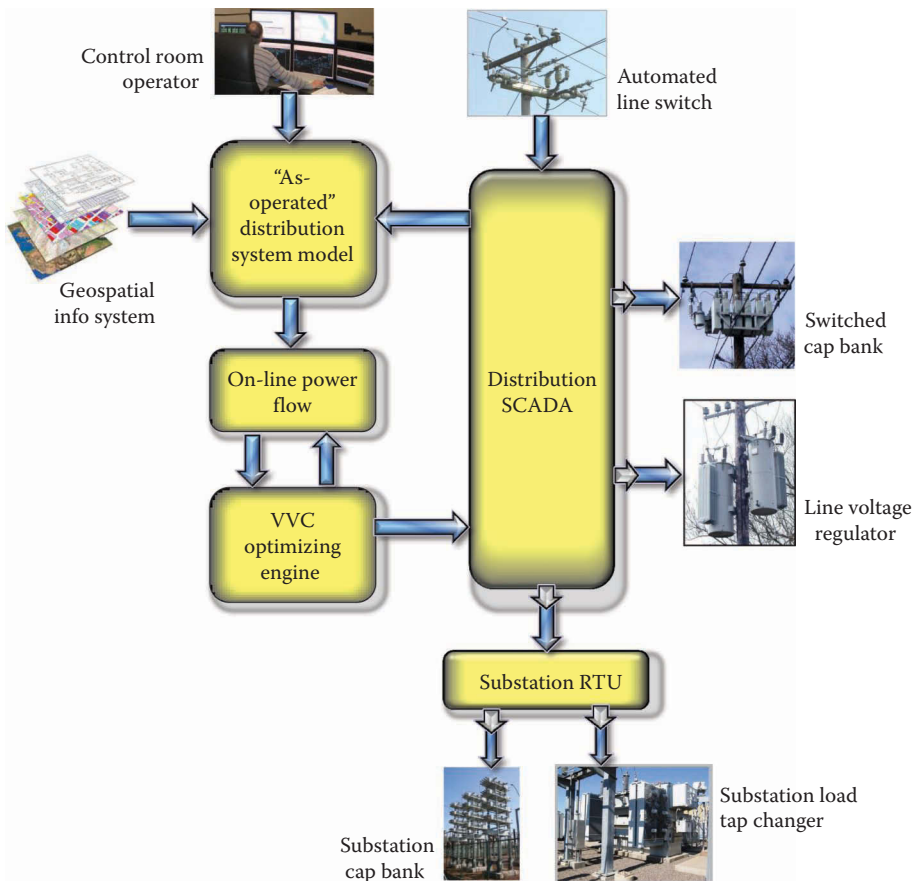 Control room
operator
Automated
line switch
“As-
operated”
distribution
system model
Geospatial
info system
Switched
cap bank
On-line power
flow
Distribution
SCADA
Line voltage
regulator
VVC
optimizing
engine
Substation RTU
Substation load
tap changer
Substation
cap bank